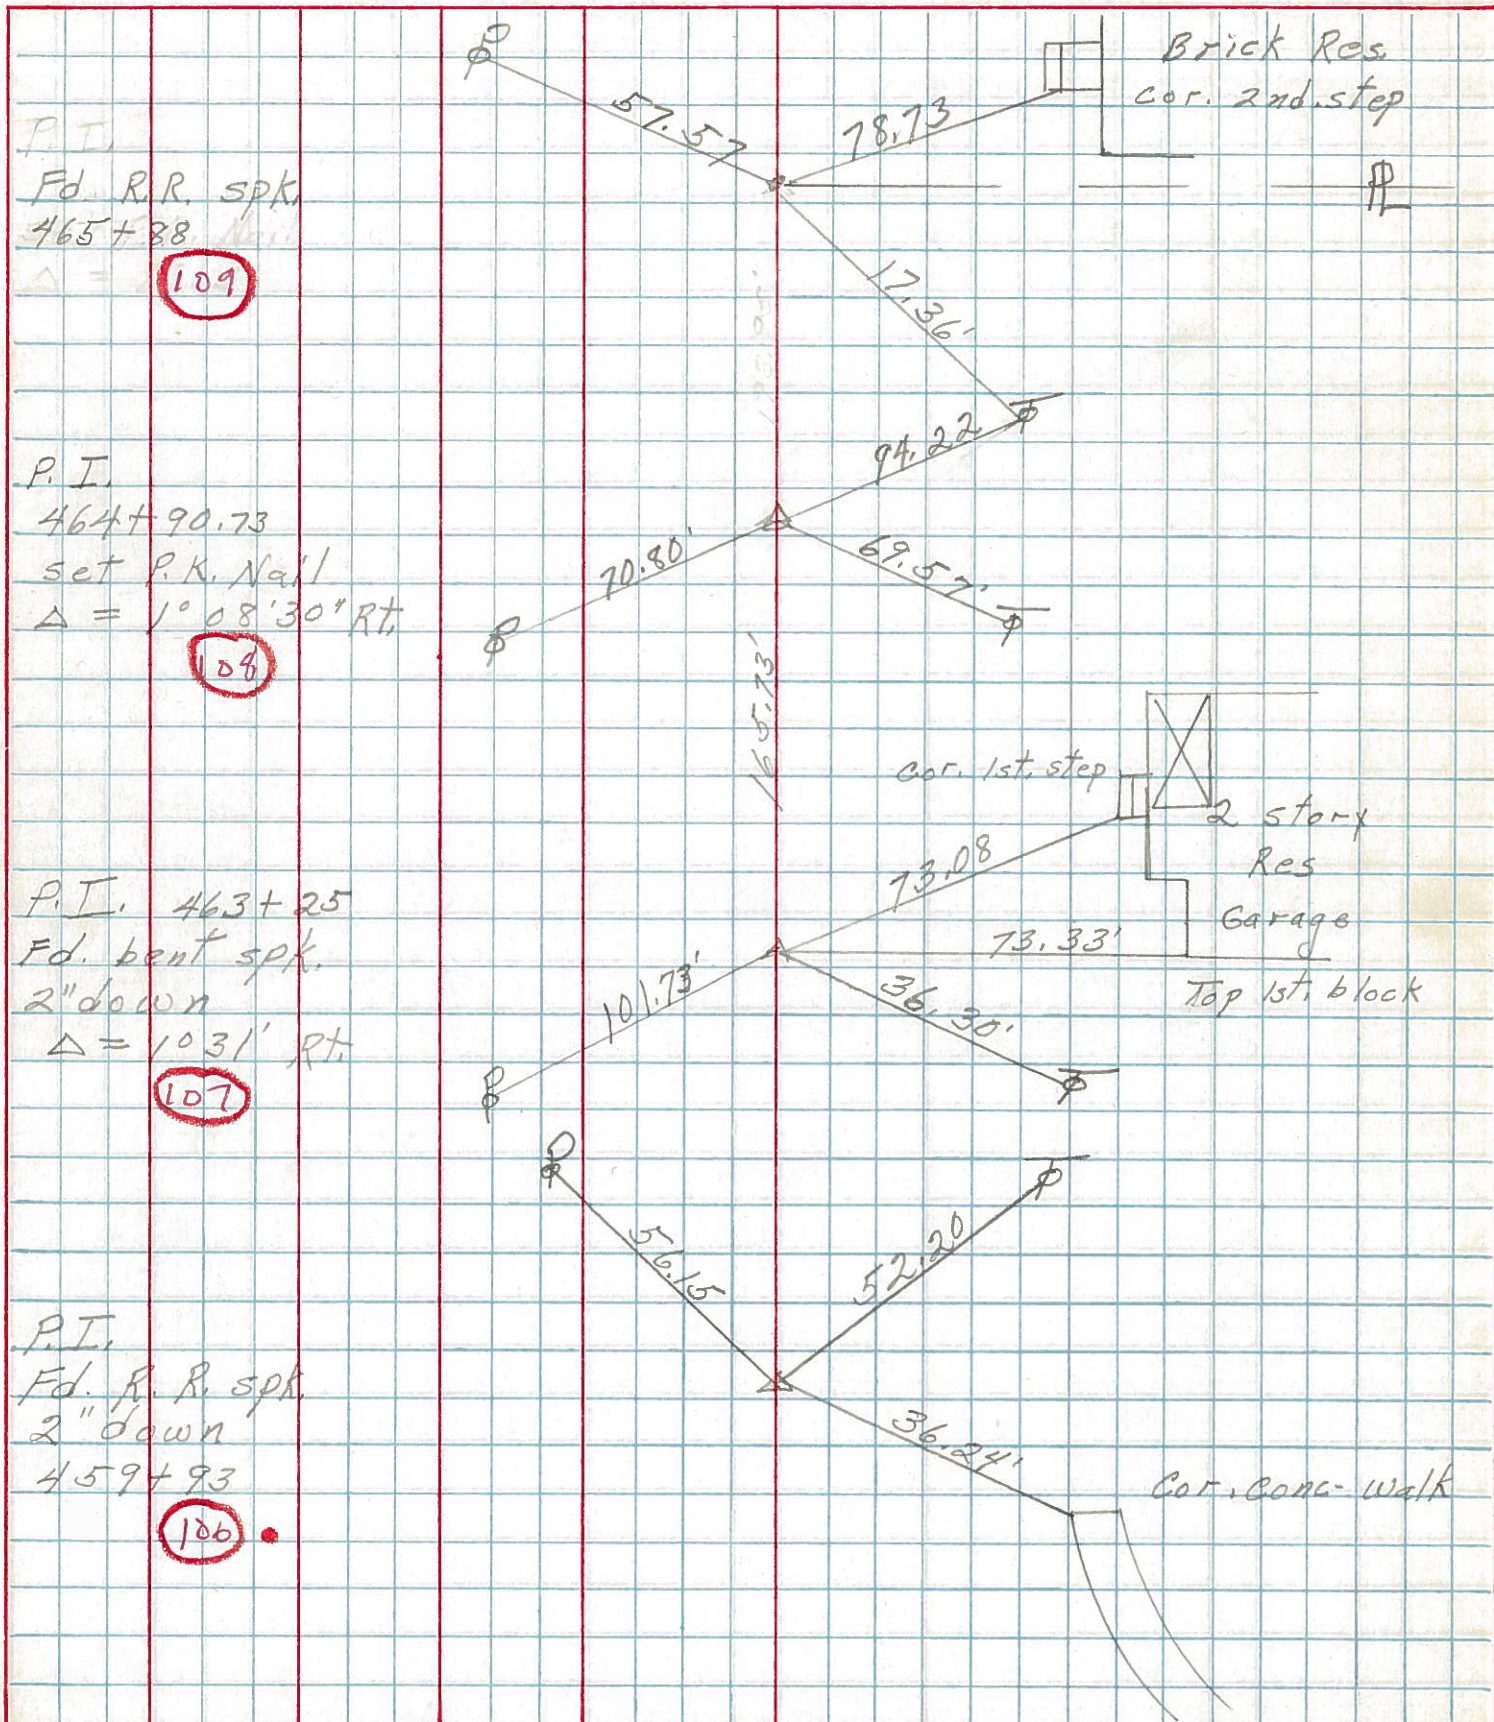 Brick Res.
cor. 2nd. step
57.57
78.73
P.I.
Fd. R.R. spk.
465+88
109
PL
17.36'
94.22
P.I.
464+90.73
set P.K. Nail
Δ = 1° 08' 30" Rt.
108
70.80'
69.57'
165.73'
cor. 1st. step
2 story
Res
Garage
73.08
73.33'
Top 1st. block
P.I. 463+25
Fd. bent spk.
2" down
Δ = 1° 31' Rt.
107
101.73'
36.30'
56.15
52.20
P.I.
Fd. R.R. spk.
2" down
459+93
106
36.24'
Cor. conc. walk